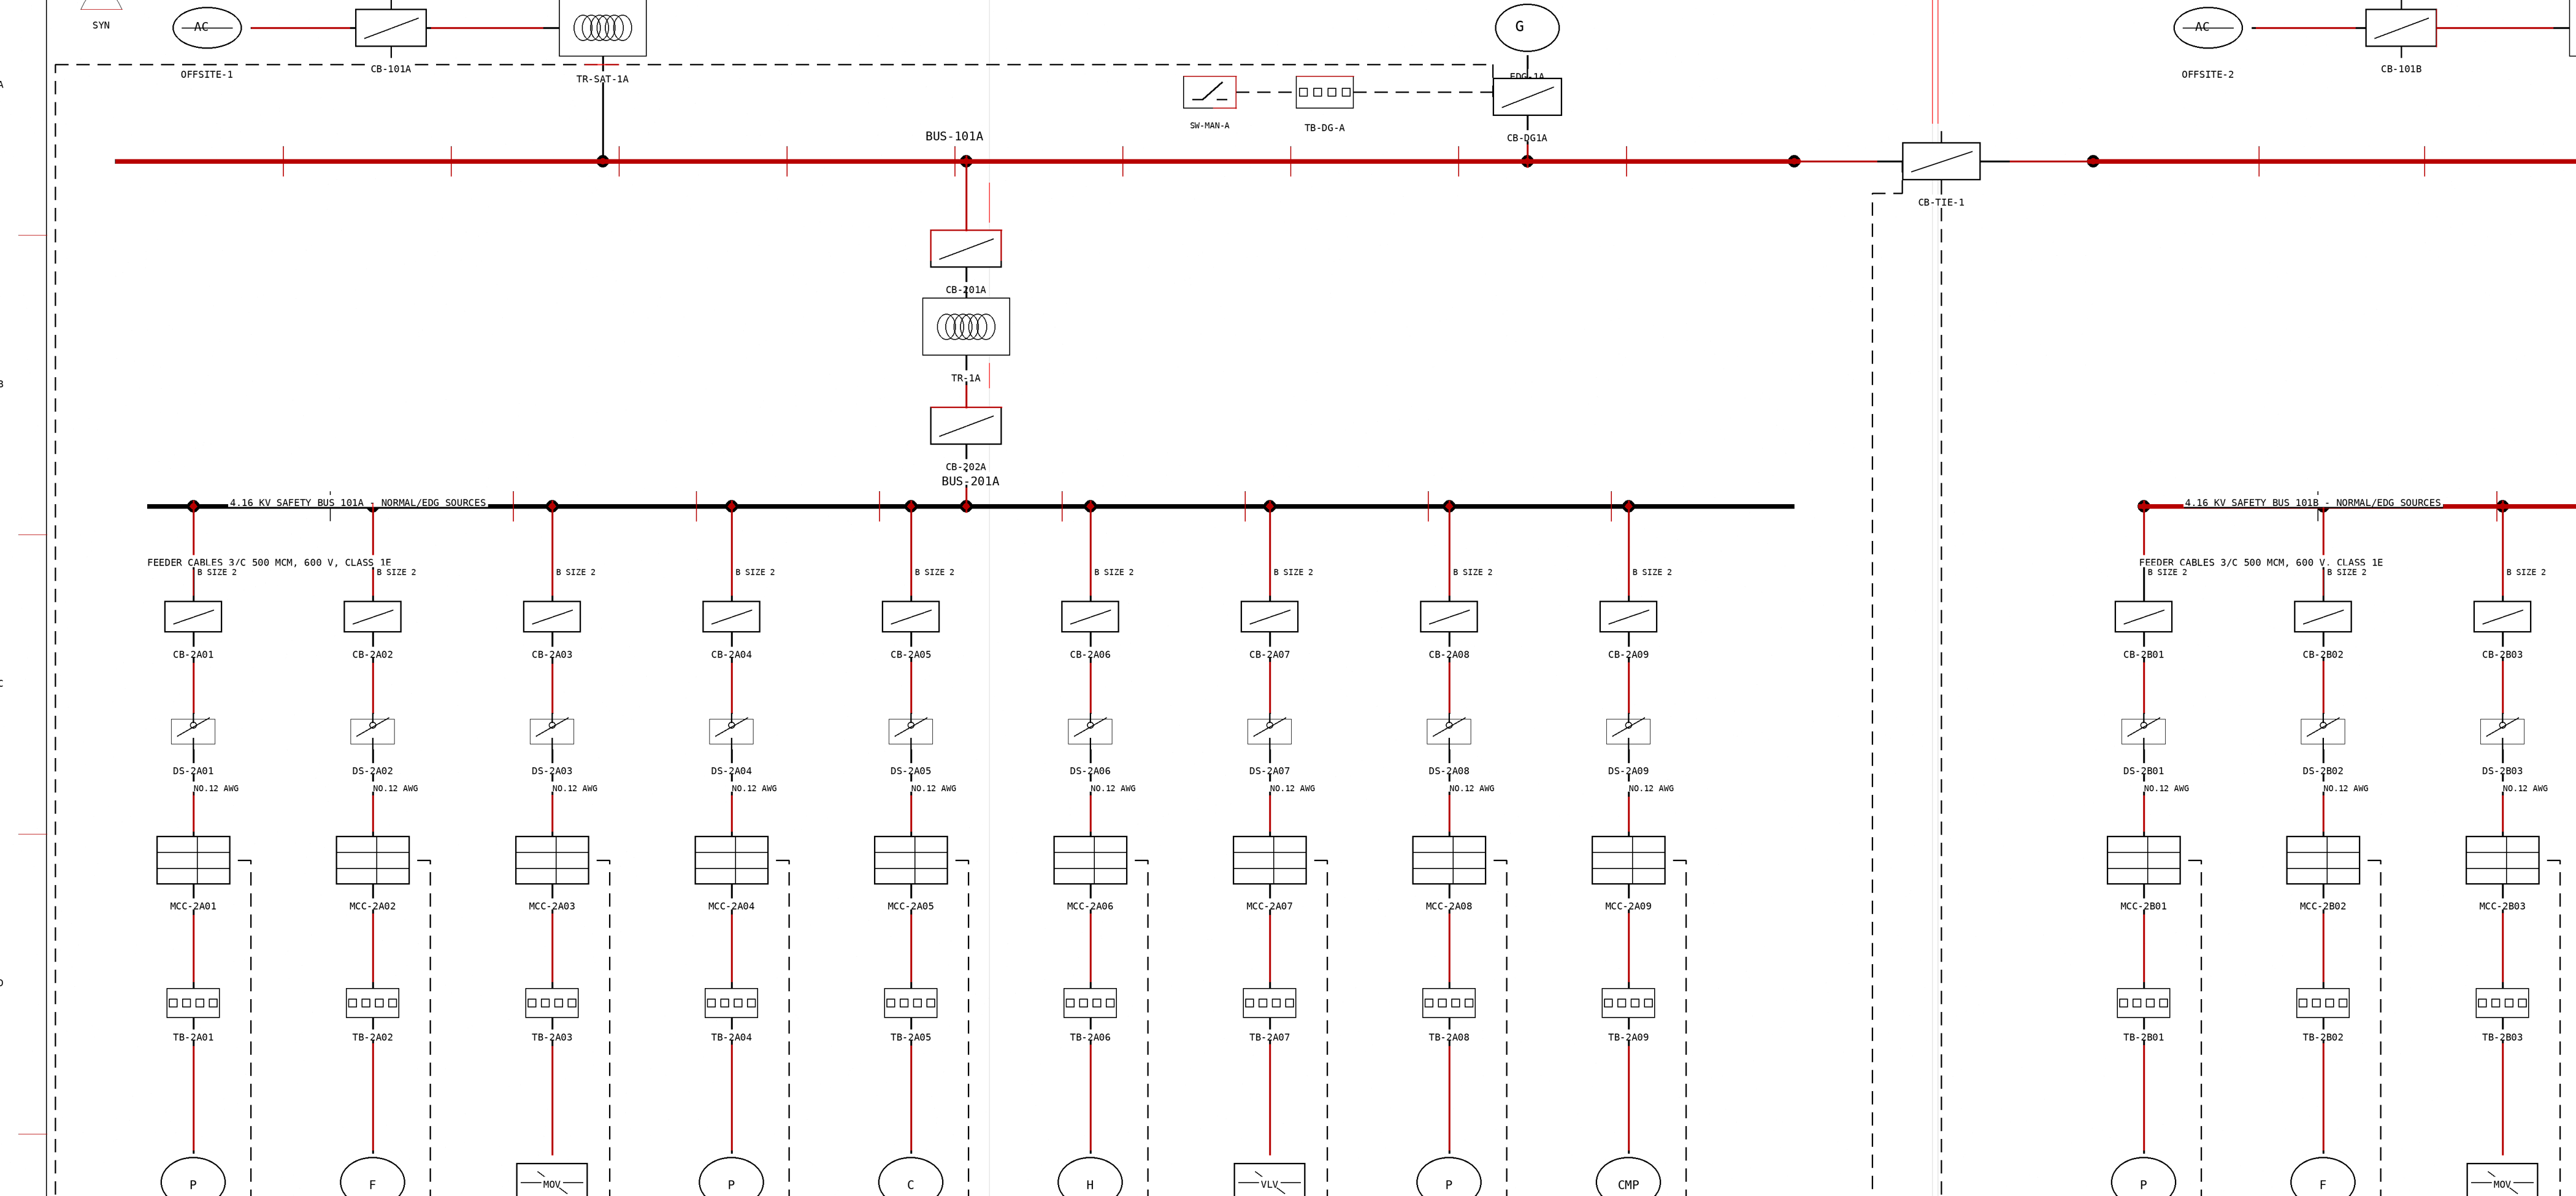 SYN
AC
G
AC
OFFSITE-1
CB-101A
TR-SAT-1A
EDG-1A
OFFSITE-2
CB-101B
A
SW-MAN-A
TB-DG-A
CB-DG1A
BUS-101A
CB-TIE-1
CB-201A
TR-1A
B
CB-202A
BUS-201A
4.16 KV SAFETY BUS 101A - NORMAL/EDG SOURCES
4.16 KV SAFETY BUS 101B - NORMAL/EDG SOURCES
FEEDER CABLES 3/C 500 MCM, 600 V, CLASS 1E
FEEDER CABLES 3/C 500 MCM, 600 V, CLASS 1E
B SIZE 2 B SIZE 2 B SIZE 2 B SIZE 2 B SIZE 2 B SIZE 2 B SIZE 2 B SIZE 2 B SIZE 2 B SIZE 2 B SIZE 2 B SIZE 2
CB-2A01 CB-2A02 CB-2A03 CB-2A04 CB-2A05 CB-2A06 CB-2A07 CB-2A08 CB-2A09 CB-2B01 CB-2B02 CB-2B03
C
DS-2A01 DS-2A02 DS-2A03 DS-2A04 DS-2A05 DS-2A06 DS-2A07 DS-2A08 DS-2A09 DS-2B01 DS-2B02 DS-2B03
NO.12 AWG NO.12 AWG NO.12 AWG NO.12 AWG NO.12 AWG NO.12 AWG NO.12 AWG NO.12 AWG NO.12 AWG NO.12 AWG NO.12 AWG NO.12 AWG
MCC-2A01 MCC-2A02 MCC-2A03 MCC-2A04 MCC-2A05 MCC-2A06 MCC-2A07 MCC-2A08 MCC-2A09 MCC-2B01 MCC-2B02 MCC-2B03
D
TB-2A01 TB-2A02 TB-2A03 TB-2A04 TB-2A05 TB-2A06 TB-2A07 TB-2A08 TB-2A09 TB-2B01 TB-2B02 TB-2B03
P F MOV P C H VLV P CMP P F MOV